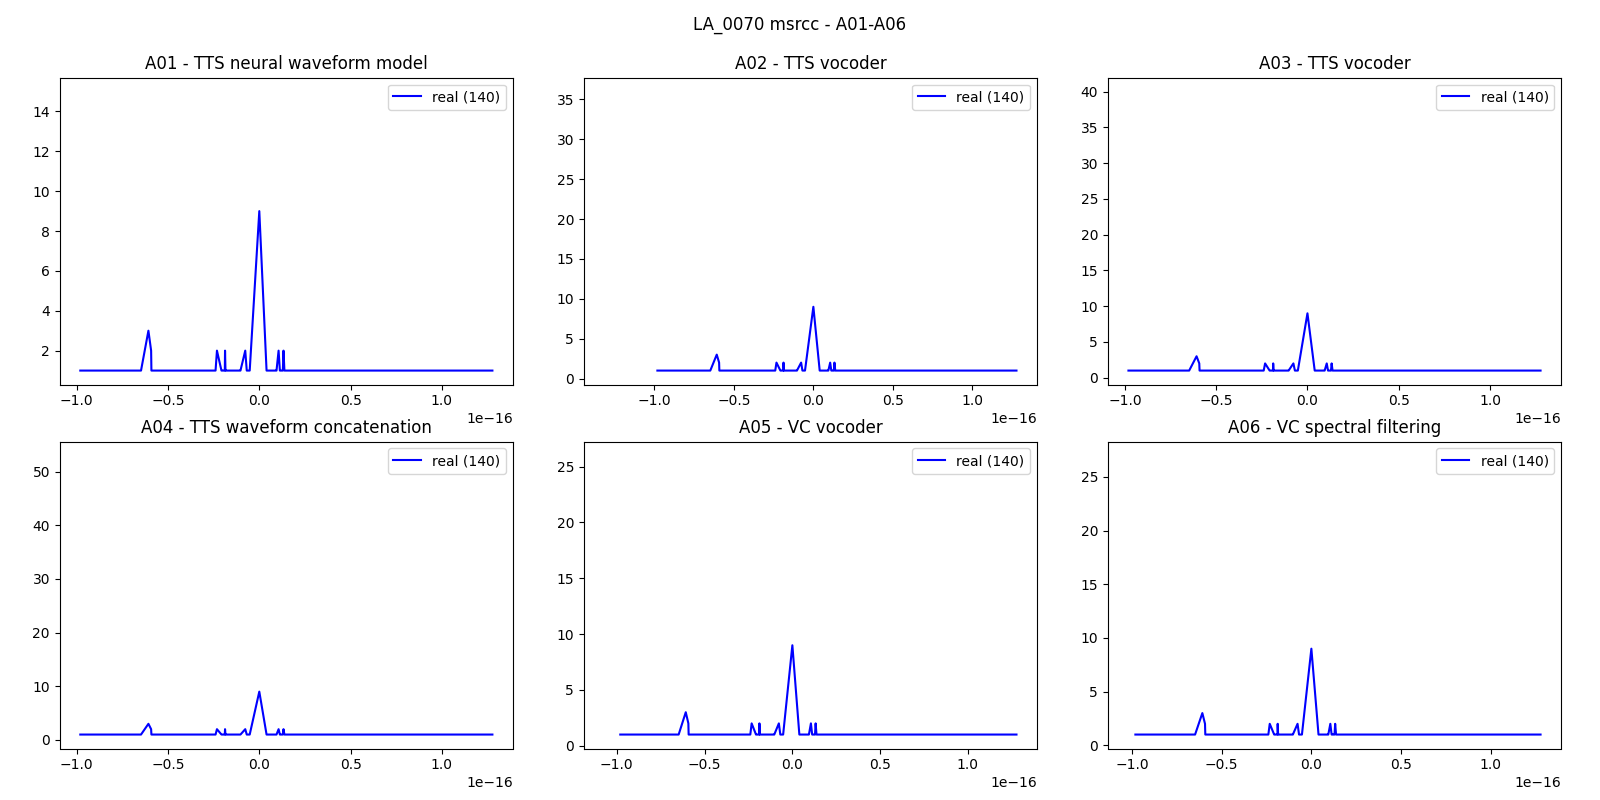 LA_0070 msrcc - A01-A06
A01 - TTS neural waveform model
real (140)
14
12
10
8
6
4
2
−1.0 −0.5 0.0 0.5 1.0
1e−16
A02 - TTS vocoder
real (140)
35
30
25
20
15
10
5
0
−1.0 −0.5 0.0 0.5 1.0
A03 - TTS vocoder
real (140)
40
35
30
25
20
15
10
5
0
−1.0 −0.5 0.0 0.5 1.0
1e−16
A04 - TTS waveform concatenation
real (140)
50
40
30
20
10
0
−1.0 −0.5 0.0 0.5 1.0
1e−16
A05 - VC vocoder
real (140)
25
20
15
10
5
0
−1.0 −0.5 0.0 0.5 1.0
1e−16
A06 - VC spectral filtering
real (140)
25
20
15
10
5
0
−1.0 −0.5 0.0 0.5 1.0
1e−16